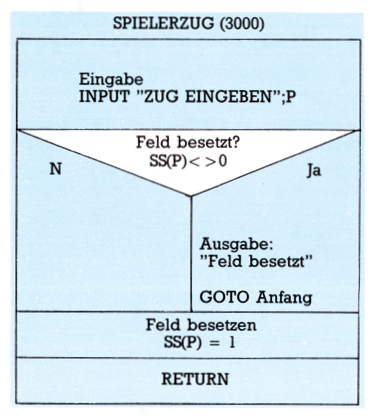 SPIELERZUG (3000)
Eingabe
INPUT "ZUG EINGEBEN";P
Feld besetzt?
SS(P)< >0
N
Ja
Ausgabe:
"Feld besetzt"
GOTO Anfang
Feld besetzen
SS(P) = 1
RETURN